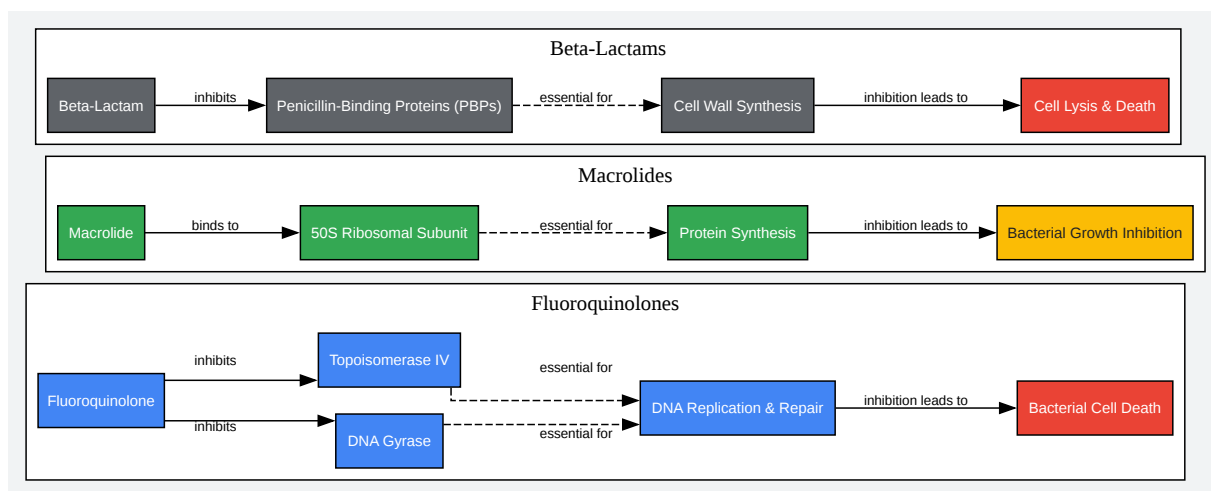 Beta-Lactams
Beta-Lactam
inhibits
Penicillin-Binding Proteins (PBPs)
essential for
Cell Wall Synthesis
inhibition leads to
Cell Lysis & Death
Macrolides
Macrolide
binds to
50S Ribosomal Subunit
essential for
Protein Synthesis
inhibition leads to
Bacterial Growth Inhibition
Fluoroquinolones
Fluoroquinolone
inhibits
Topoisomerase IV
essential for
inhibits
DNA Gyrase
essential for
DNA Replication & Repair
inhibition leads to
Bacterial Cell Death